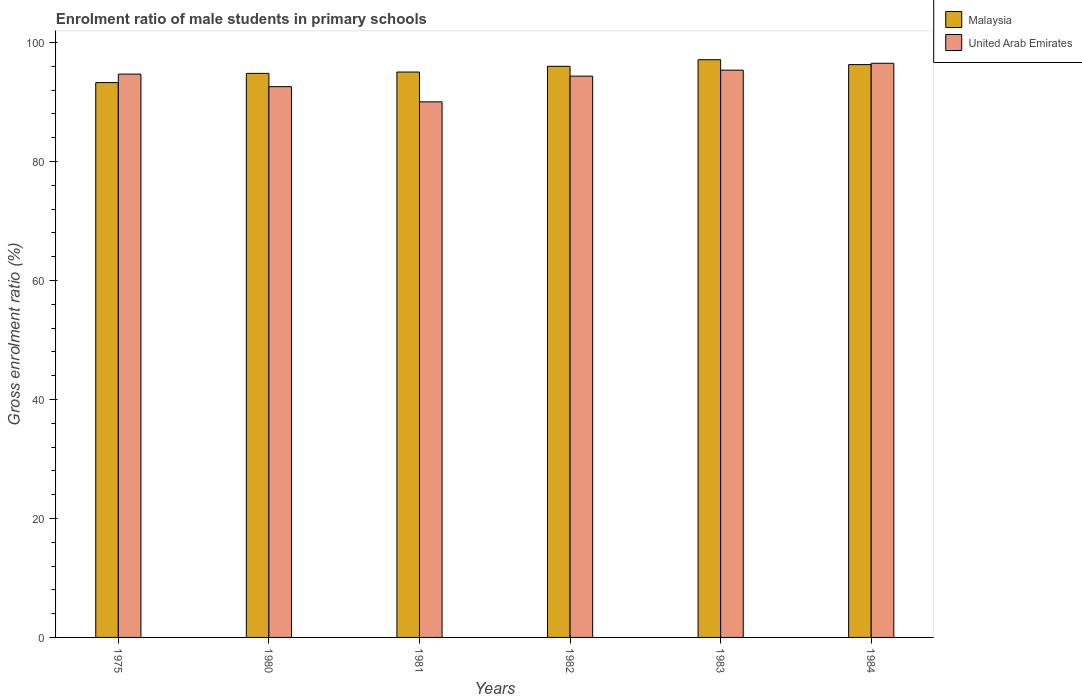 Enrolment ratio of male students in primary schools
Malaysia
United Arab Emirates
Gross enrolment ratio (%)
100
80
60
40
20
0
1975
1980
1981
1982
1983
1984
Years